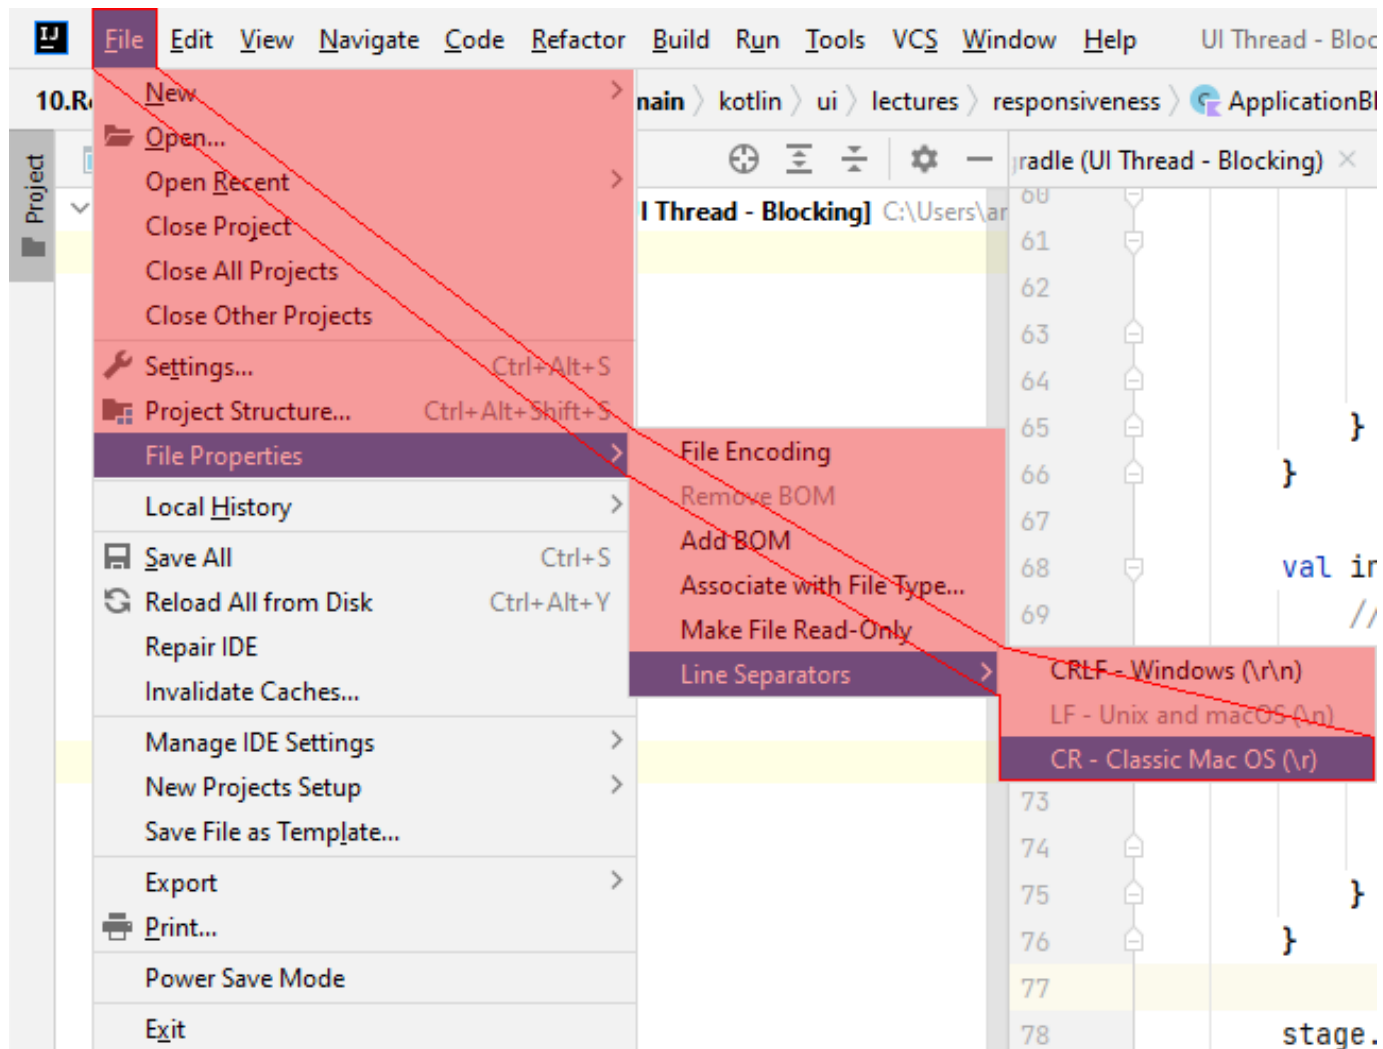 IJ File Edit View Navigate Code Refactor Build Run Tools VCS Window Help UI Thread - Bloc
10.R nain kotlin ui lectures responsiveness ApplicationBl
Project
New
Open...
Open Recent
Close Project
Close All Projects
Close Other Projects
Settings... Ctrl+Alt+S
Project Structure... Ctrl+Alt+Shift+S
File Properties
Local History
Save All Ctrl+S
Reload All from Disk Ctrl+Alt+Y
Repair IDE
Invalidate Caches...
Manage IDE Settings
New Projects Setup
Save File as Template...
Export
Print...
Power Save Mode
Exit
I Thread - Blocking] C:\Users\ar
File Encoding
Remove BOM
Add BOM
Associate with File Type...
Make File Read-Only
Line Separators
CRLF - Windows (\r\n)
LF - Unix and macOS (\n)
CR - Classic Mac OS (\r)
radle (UI Thread - Blocking)
60
61
62
63
64
65 }
66 }
67
68 val in
69 //
73
74
75 }
76 }
77
78 stage.